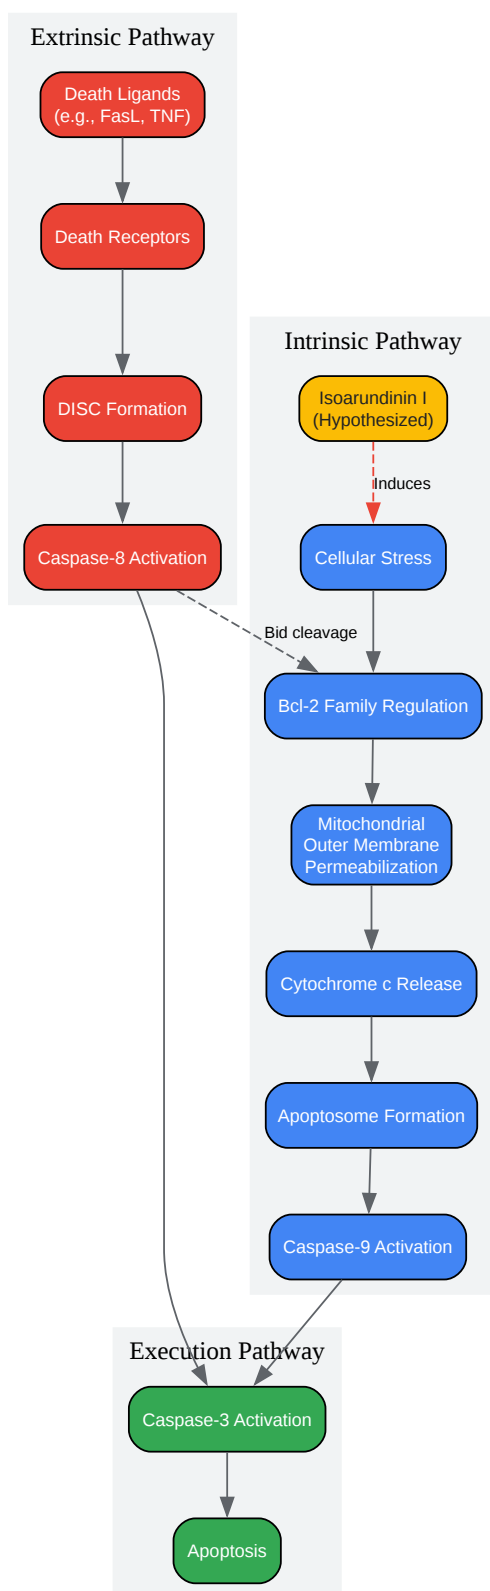 Extrinsic Pathway
Death Ligands
(e.g., FasL, TNF)
Death Receptors
DISC Formation
Caspase-8 Activation
Intrinsic Pathway
Isoarundinin I
(Hypothesized)
Induces
Cellular Stress
Bid cleavage
Bcl-2 Family Regulation
Mitochondrial
Outer Membrane
Permeabilization
Cytochrome c Release
Apoptosome Formation
Caspase-9 Activation
Execution Pathway
Caspase-3 Activation
Apoptosis